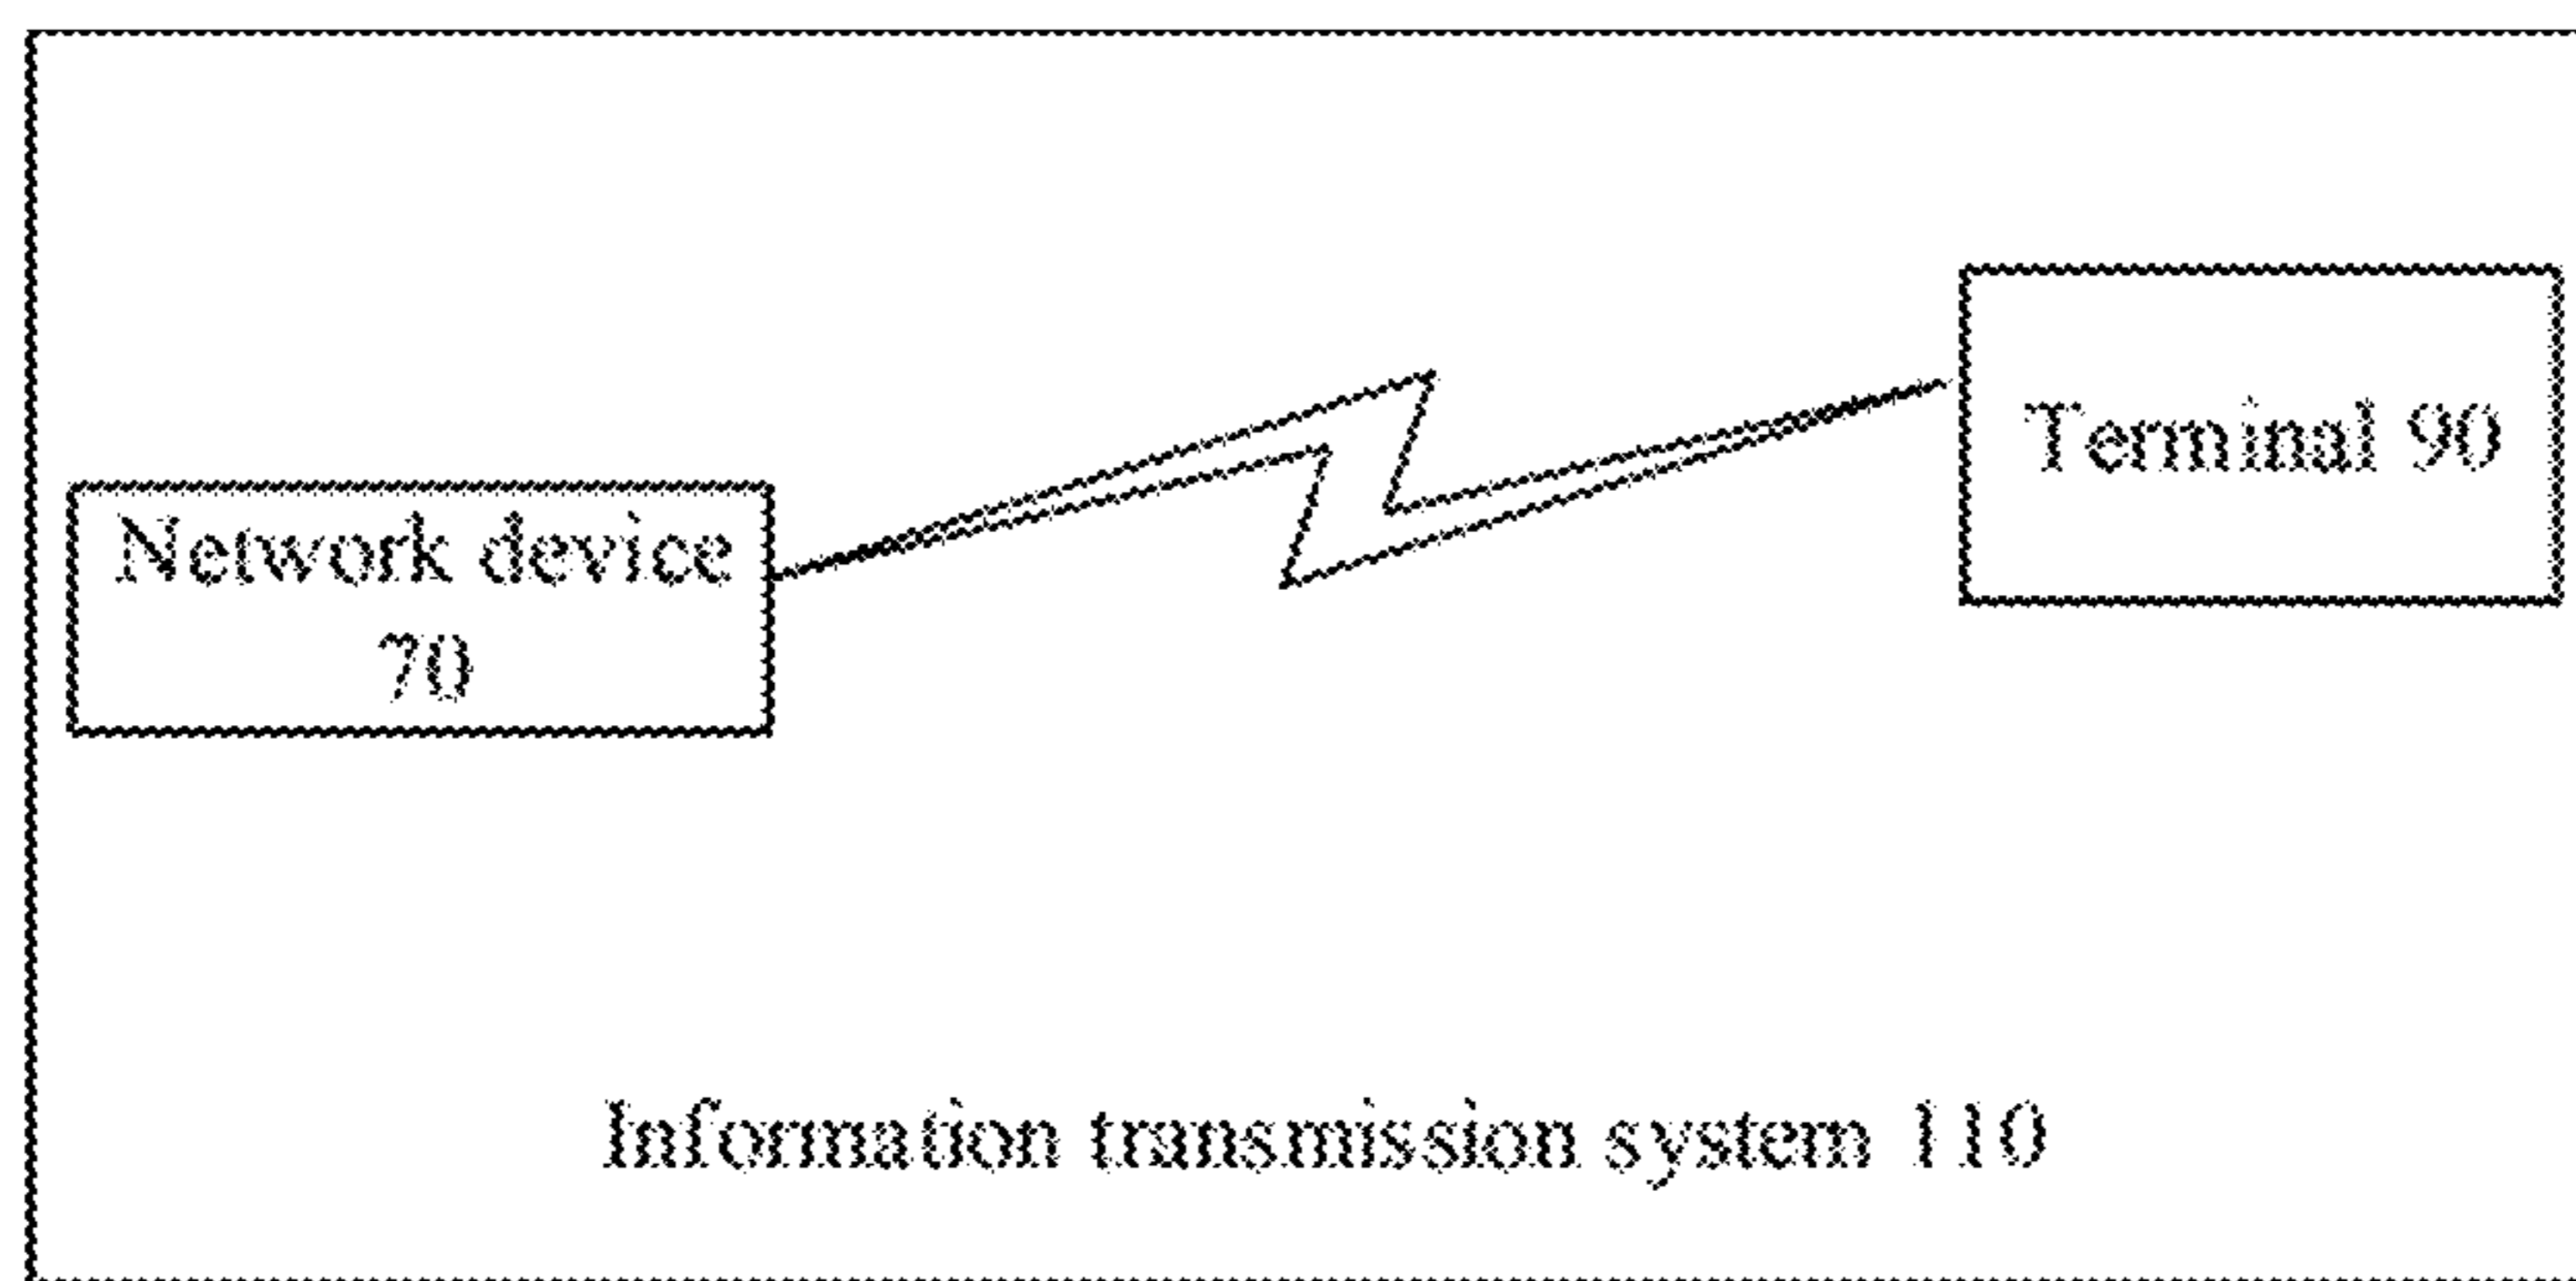 Terminal 90
Network device
70
Information transmission system 110